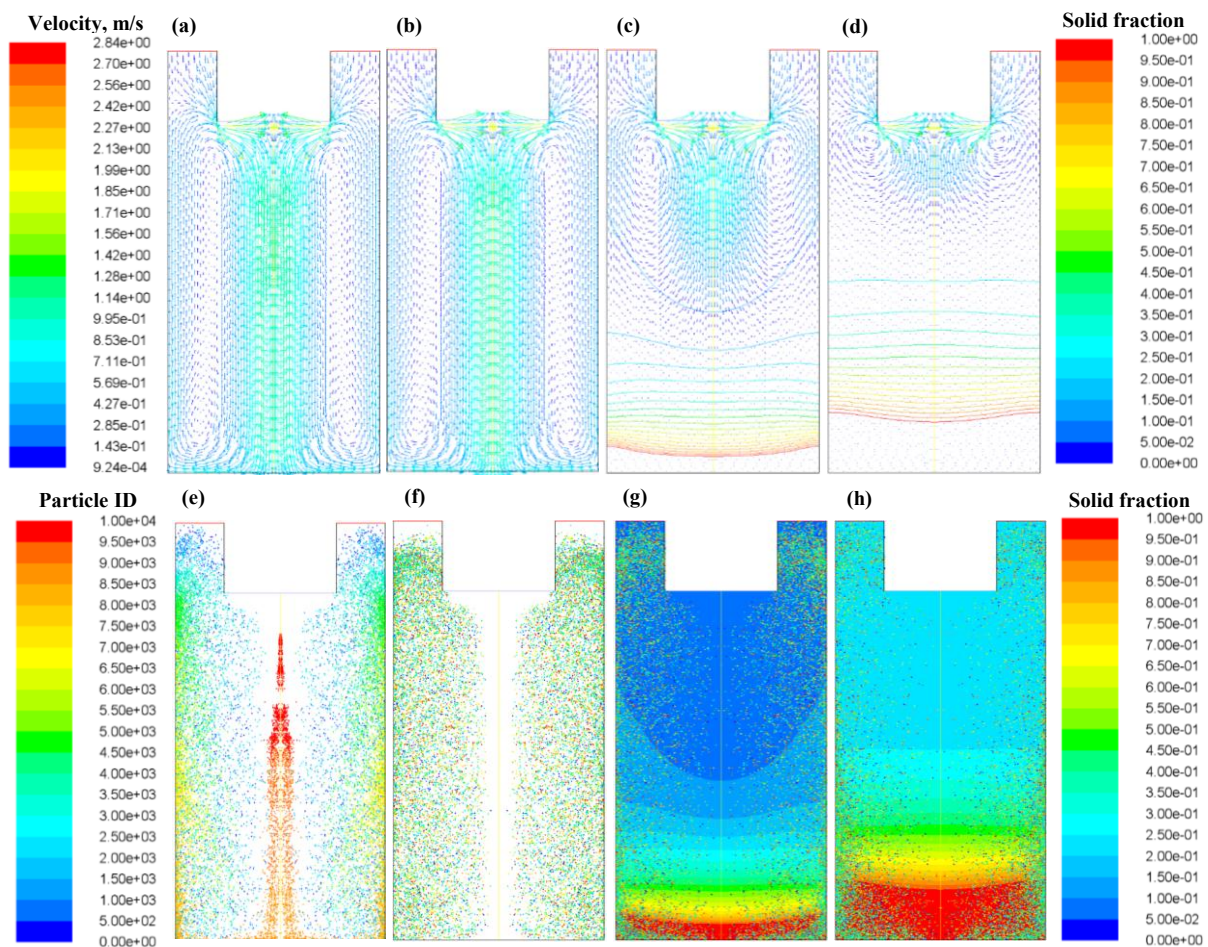 Velocity, m/s
(a)
(b)
(c)
(d)
Solid fraction
2.84e+00
2.70e+00
2.56e+00
2.42e+00
2.27e+00
2.13e+00
1.99e+00
1.85e+00
1.71e+00
1.56e+00
1.42e+00
1.28e+00
1.14e+00
9.95e-01
8.53e-01
7.11e-01
5.69e-01
4.27e-01
2.85e-01
1.43e-01
9.24e-04
1.00e+00
9.50e-01
9.00e-01
8.50e-01
8.00e-01
7.50e-01
7.00e-01
6.50e-01
6.00e-01
5.50e-01
5.00e-01
4.50e-01
4.00e-01
3.50e-01
3.00e-01
2.50e-01
2.00e-01
1.50e-01
1.00e-01
5.00e-02
0.00e+00
Particle ID
(e)
(f)
(g)
(h)
Solid fraction
1.00e+04
9.50e+03
9.00e+03
8.50e+03
8.00e+03
7.50e+03
7.00e+03
6.50e+03
6.00e+03
5.50e+03
5.00e+03
4.50e+03
4.00e+03
3.50e+03
3.00e+03
2.50e+03
2.00e+03
1.50e+03
1.00e+03
5.00e+02
0.00e+00
1.00e+00
9.50e-01
9.00e-01
8.50e-01
8.00e-01
7.50e-01
7.00e-01
6.50e-01
6.00e-01
5.50e-01
5.00e-01
4.50e-01
4.00e-01
3.50e-01
3.00e-01
2.50e-01
2.00e-01
1.50e-01
1.00e-01
5.00e-02
0.00e+00